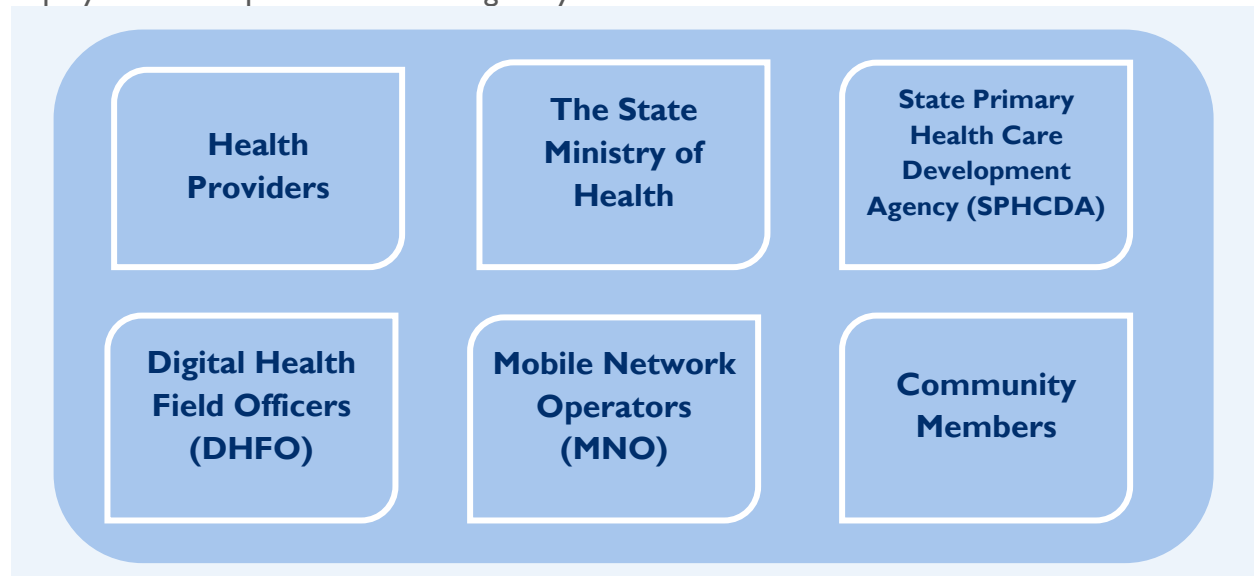 Health
Providers
The State
Ministry of
Health
State Primary
Health Care
Development
Agency (SPHCDA)
Digital Health
Field Officers
(DHFO)
Mobile Network
Operators
(MNO)
Community
Members